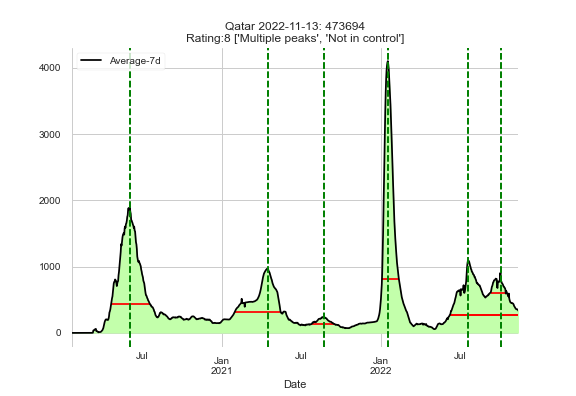 Qatar 2022-11-13: 473694
Rating:8 ['Multiple peaks', 'Not in control']
Average-7d
4000
3000
2000
1000
0
Jul
Jan
2021
Jul
Jan
2022
Jul
Date